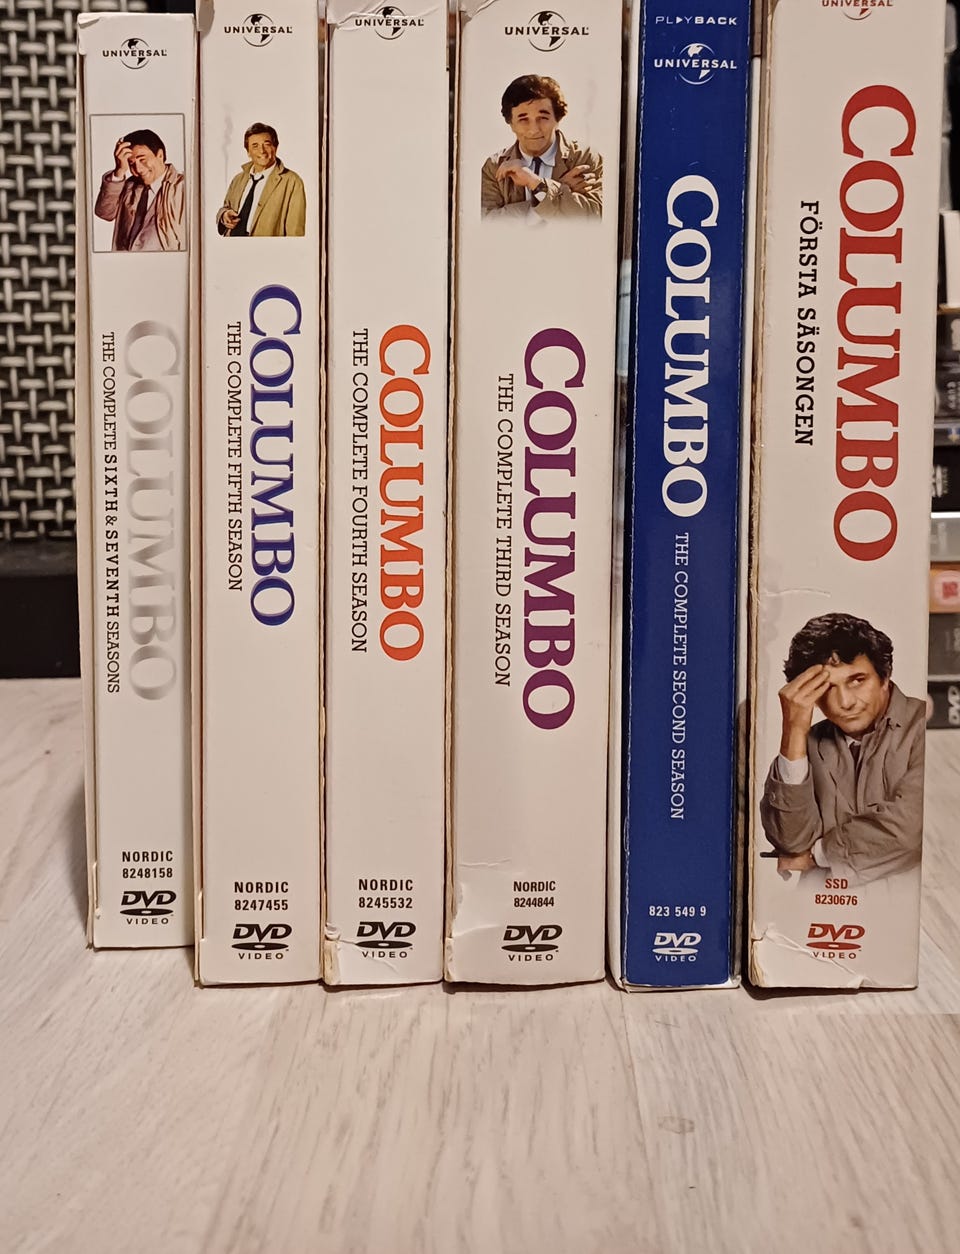 UNIVERSAL
COLUMBO
THE COMPLETE SIXTH & SEVENTH SEASONS
NORDIC
8248158
DVD
VIDEO
UNIVERSAL
COLUMBO
THE COMPLETE FIFTH SEASON
NORDIC
8247455
DVD
VIDEO
UNIVERSAL
COLUMBO
THE COMPLETE FOURTH SEASON
NORDIC
8245532
DVD
VIDEO
UNIVERSAL
COLUMBO
THE COMPLETE THIRD SEASON
NORDIC
8244844
DVD
VIDEO
PLAYBACK
UNIVERSAL
COLUMBO
THE COMPLETE SECOND SEASON
823 549 9
DVD
VIDEO
UNIVERSAL
COLUMBO
FÖRSTA SÄSONGEN
SSD
8230676
DVD
VIDEO
DVD